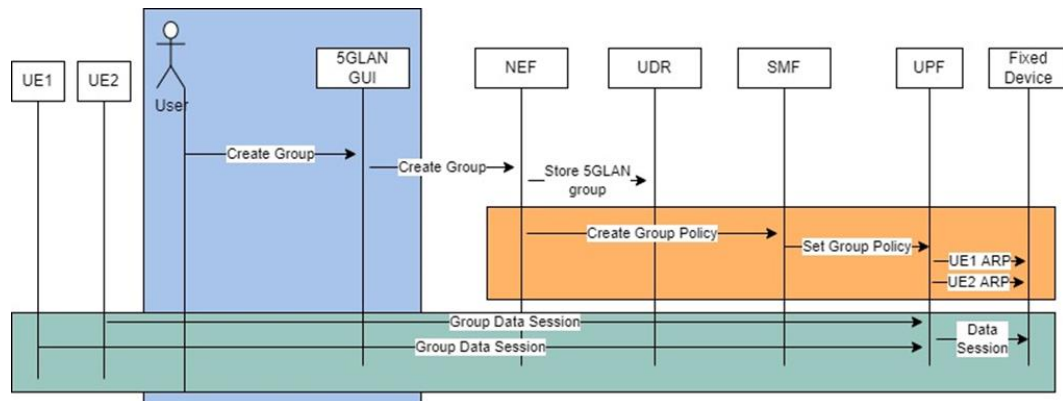 UE1
UE2
User
5GLAN
GUI
NEF
UDR
SMF
UPF
Fixed
Device
Create Group
Create Group
Store 5GLAN
group
Create Group Policy
Set Group Policy
UE1 ARP
UE2 ARP
Group Data Session
Group Data Session
Data
Session